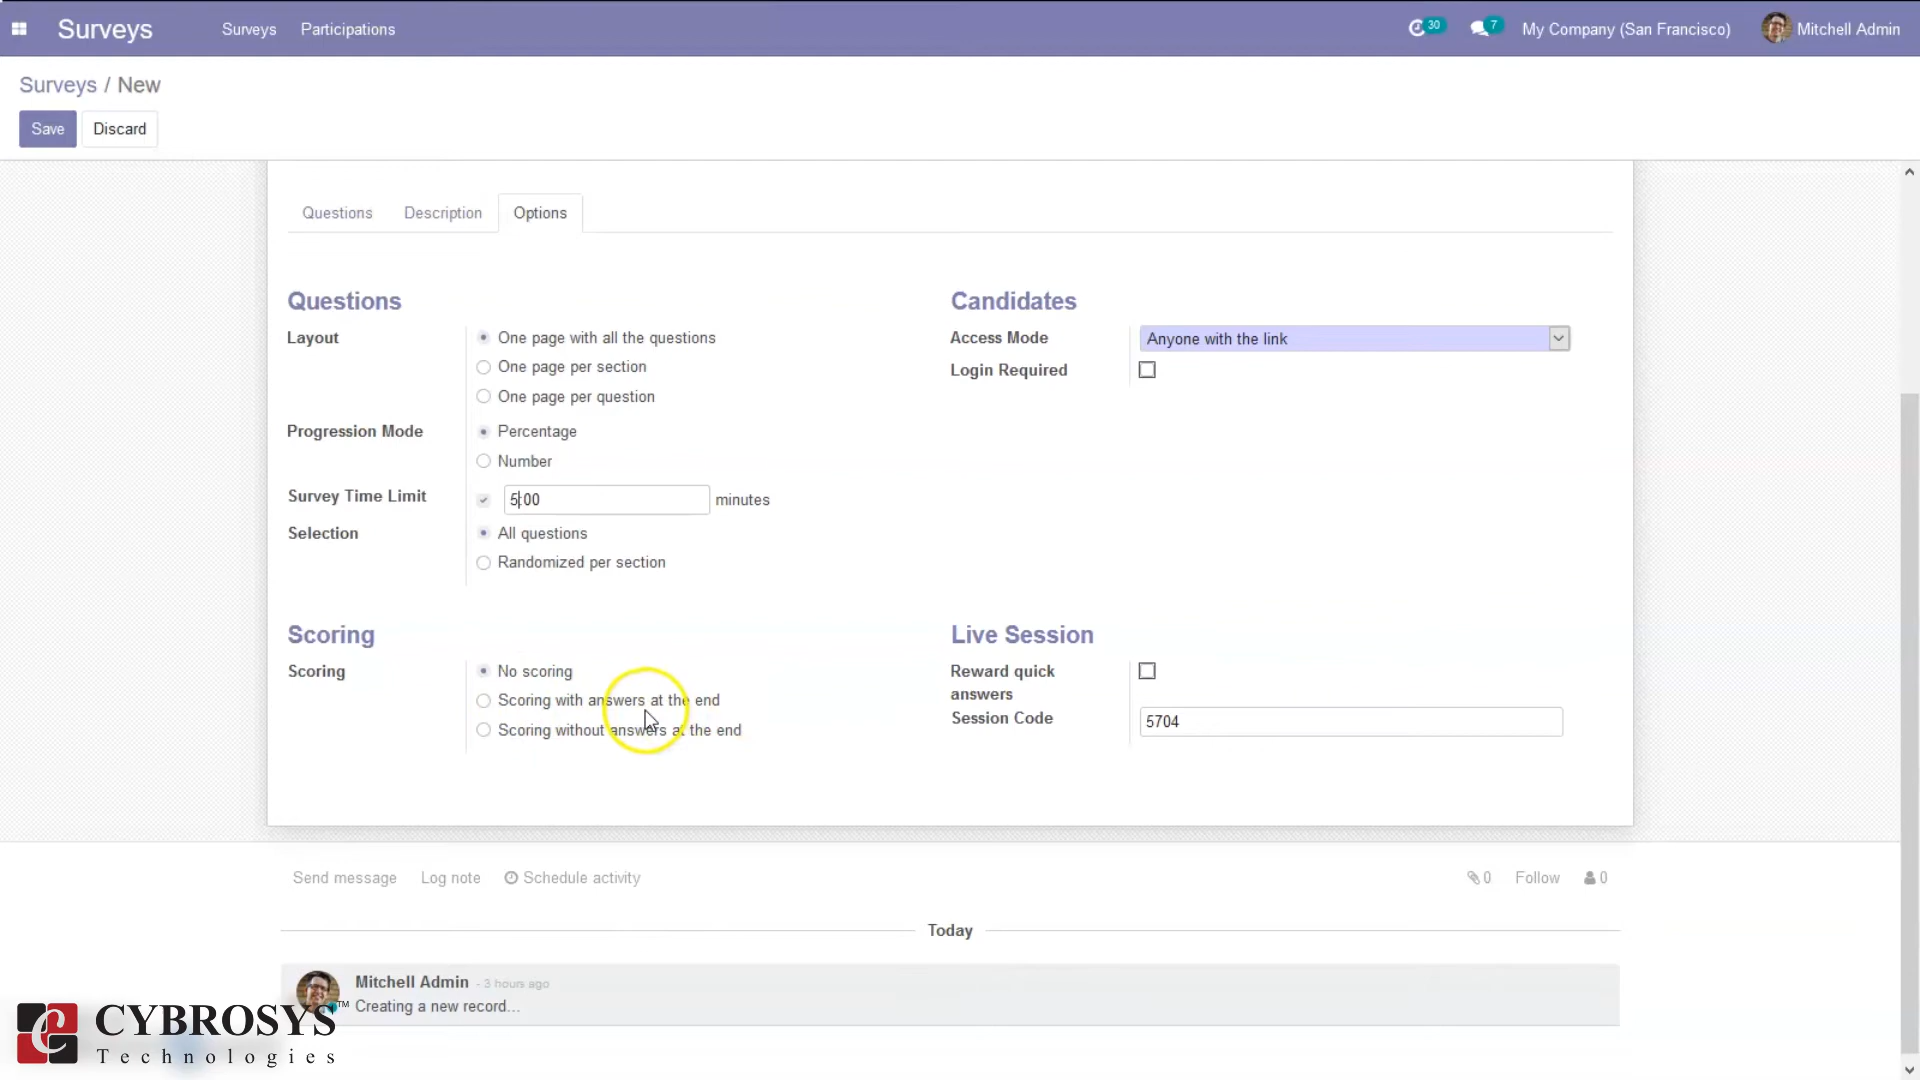 Surveys Surveys Participations 30 7 My Company (San Francisco) Mitchell Admin
Surveys / New
Save Discard
Questions Description Options
Questions
Layout
One page with all the questions
One page per section
One page per question
Progression Mode
Percentage
Number
Survey Time Limit
5:00 minutes
Selection
All questions
Randomized per section
Candidates
Access Mode
Anyone with the link
Login Required
Scoring
Scoring
No scoring
Scoring with answers at the end
Scoring without answers at the end
Live Session
Reward quick
answers
Session Code
5704
Send message Log note Schedule activity 0 Follow 0
Today
Mitchell Admin - 3 hours ago
Creating a new record...
CYBROSYS™
Technologies